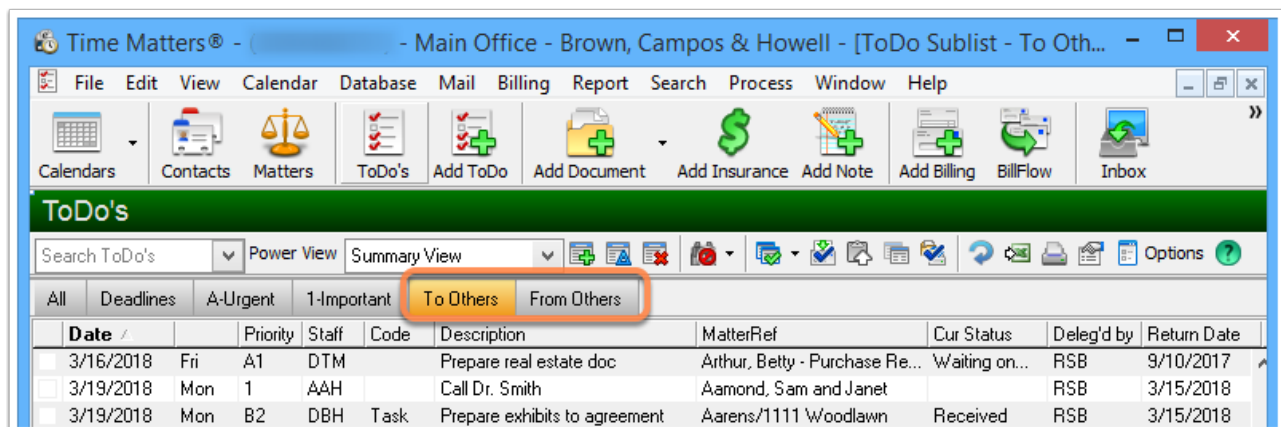 Time Matters® - ( ) - Main Office - Brown, Campos & Howell - [ToDo Sublist - To Oth...
File Edit View Calendar Database Mail Billing Report Search Process Window Help
Calendars Contacts Matters ToDo's Add ToDo Add Document Add Insurance Add Note Add Billing BillFlow Inbox
ToDo's
Search ToDo's Power View Summary View Options
All Deadlines A-Urgent 1-Important To Others From Others
Date Priority Staff Code Description MatterRef Cur Status Deleg'd by Return Date
3/16/2018 Fri A1 DTM Prepare real estate doc Arthur, Betty - Purchase Re... Waiting on... RSB 9/10/2017
3/19/2018 Mon 1 AAH Call Dr. Smith Aamond, Sam and Janet RSB 3/15/2018
3/19/2018 Mon B2 DBH Task Prepare exhibits to agreement Aarens/1111 Woodlawn Received RSB 3/15/2018